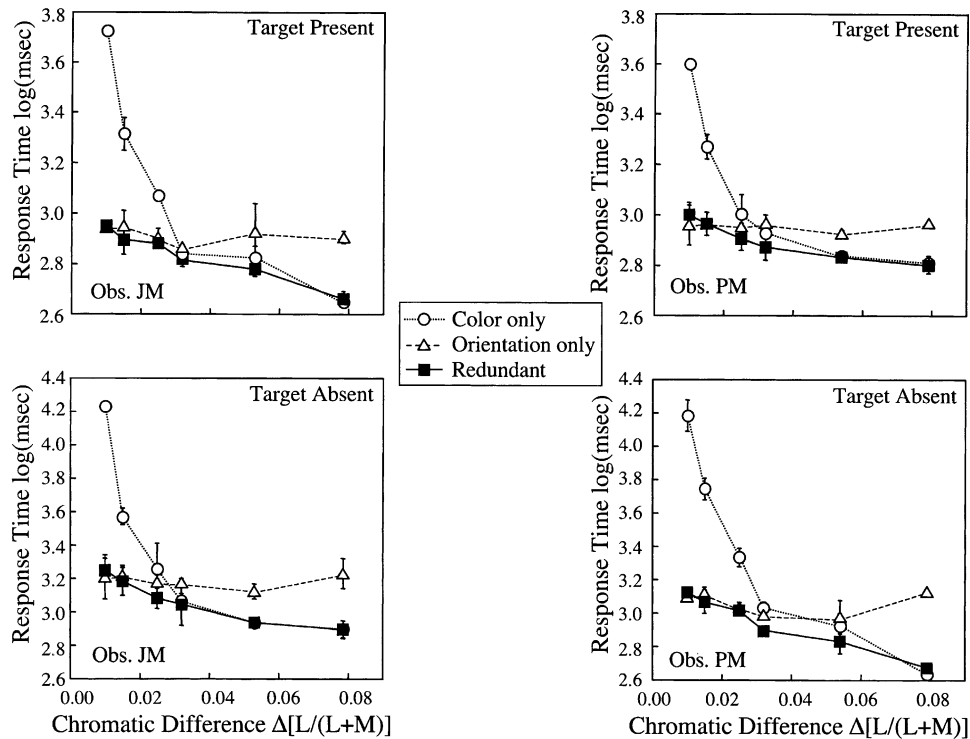 3.8
Target Present
3.6
3.4
3.2
3.0
2.8
2.6
Response Time log(msec)
Obs. JM
3.8
Target Present
3.6
3.4
3.2
3.0
2.8
2.6
Response Time log(msec)
Obs. PM
Color only
Orientation only
Redundant
4.4
Target Absent
4.2
4.0
3.8
3.6
3.4
3.2
3.0
2.8
2.6
Response Time log(msec)
Obs. JM
0.00 0.02 0.04 0.06 0.08
Chromatic Difference Δ[L/(L+M)]
4.4
Target Absent
4.2
4.0
3.8
3.6
3.4
3.2
3.0
2.8
2.6
Response Time log(msec)
Obs. PM
0.00 0.02 0.04 0.06 0.08
Chromatic Difference Δ[L/(L+M)]